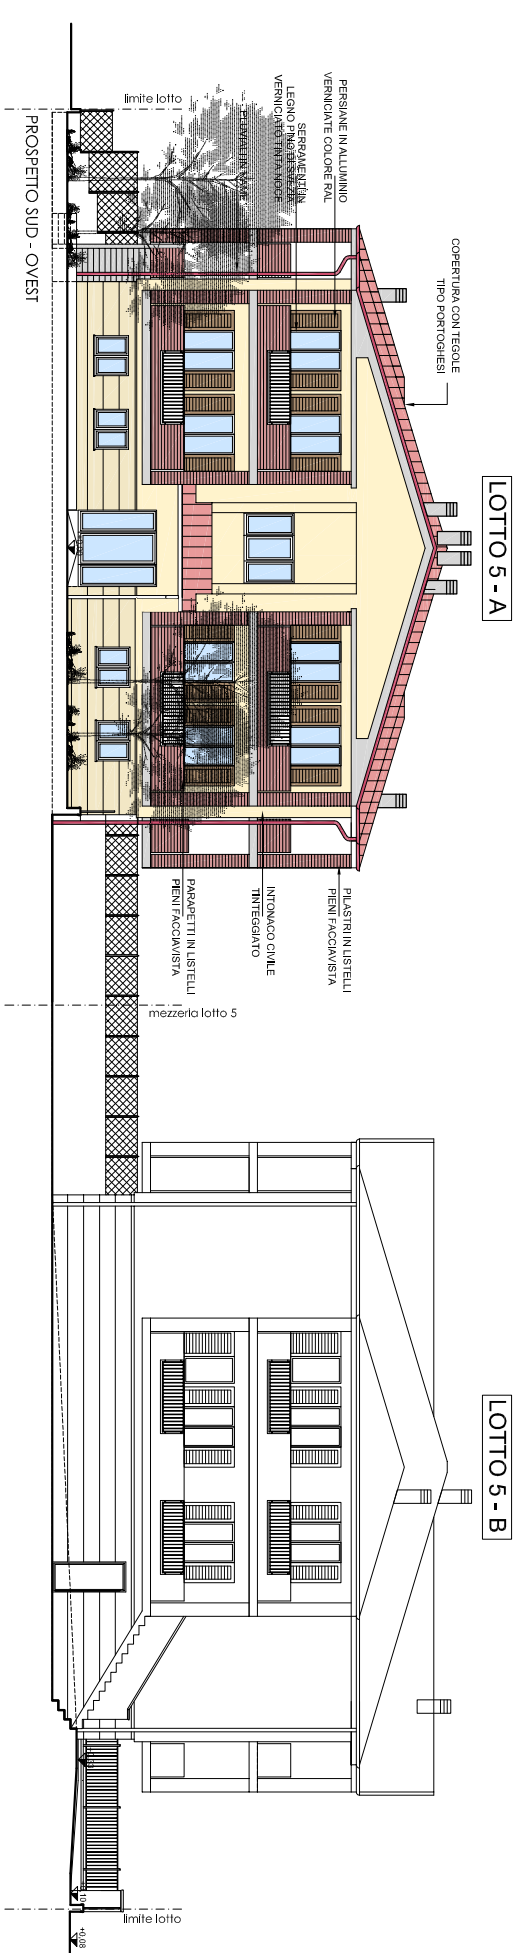 LOTTO 5 - A
LOTTO 5 - B
COPERTURA CON TEGOLE
TIPO PORTOGHESI
PERSIANE IN ALLUMINIO
VERNICIATE COLORE RAL
SERRAMENTI IN
LEGNO PINO DI SVEZIA
VERNICIATO TINTA NOCE
PLUVIALI IN RAME
PILASTRI IN LISTELLI
PIENI FACCIAVISTA
INTONACO CIVILE
TINTEGGIATO
PARAPETTI IN LISTELLI
PIENI FACCIAVISTA
limite lotto
mezzeria lotto 5
limite lotto
+0.08
PROSPETTO SUD - OVEST